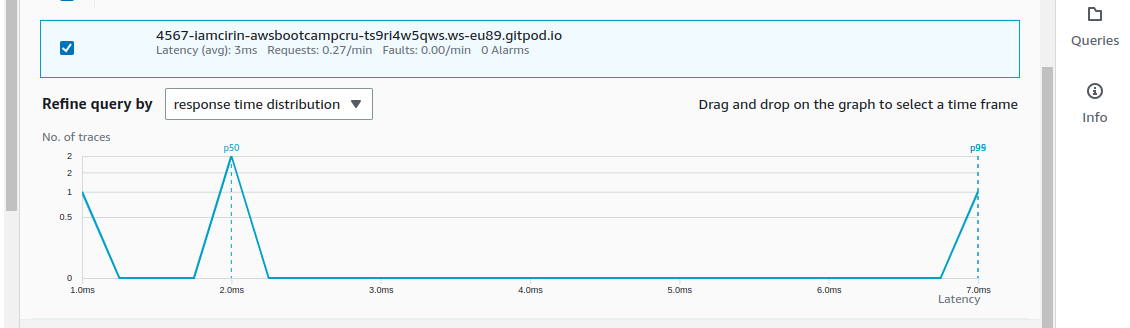 4567-iamcirin-awsbootcampcru-ts9ri4w5qws.ws-eu89.gitpod.io
Latency (avg): 3ms Requests: 0.27/min Faults: 0.00/min 0 Alarms
Queries
Refine query by response time distribution Drag and drop on the graph to select a time frame
Info
No. of traces
p50
2
2
1
0.5
0
1.0ms 2.0ms 3.0ms 4.0ms 5.0ms 6.0ms 7.0ms
Latency